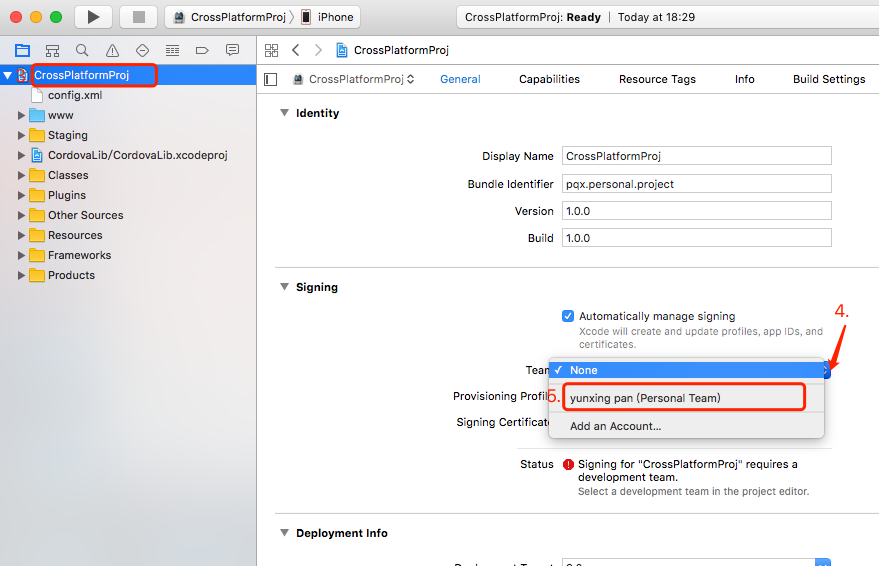 CrossPlatformProj
iPhone
CrossPlatformProj: Ready | Today at 18:29
CrossPlatformProj
CrossPlatformProj
config.xml
www
Staging
CordovaLib/CordovaLib.xcodeproj
Classes
Plugins
Other Sources
Resources
Frameworks
Products
CrossPlatformProj
General
Capabilities
Resource Tags
Info
Build Settings
Identity
Display Name
CrossPlatformProj
Bundle Identifier
pqx.personal.project
Version
1.0.0
Build
1.0.0
Signing
Automatically manage signing
Xcode will create and update profiles, app IDs, and
certificates.
4.
Team
None
Provisioning Profil
5.
yunxing pan (Personal Team)
Signing Certificate
Add an Account...
Status
Signing for "CrossPlatformProj" requires a
development team.
Select a development team in the project editor.
Deployment Info